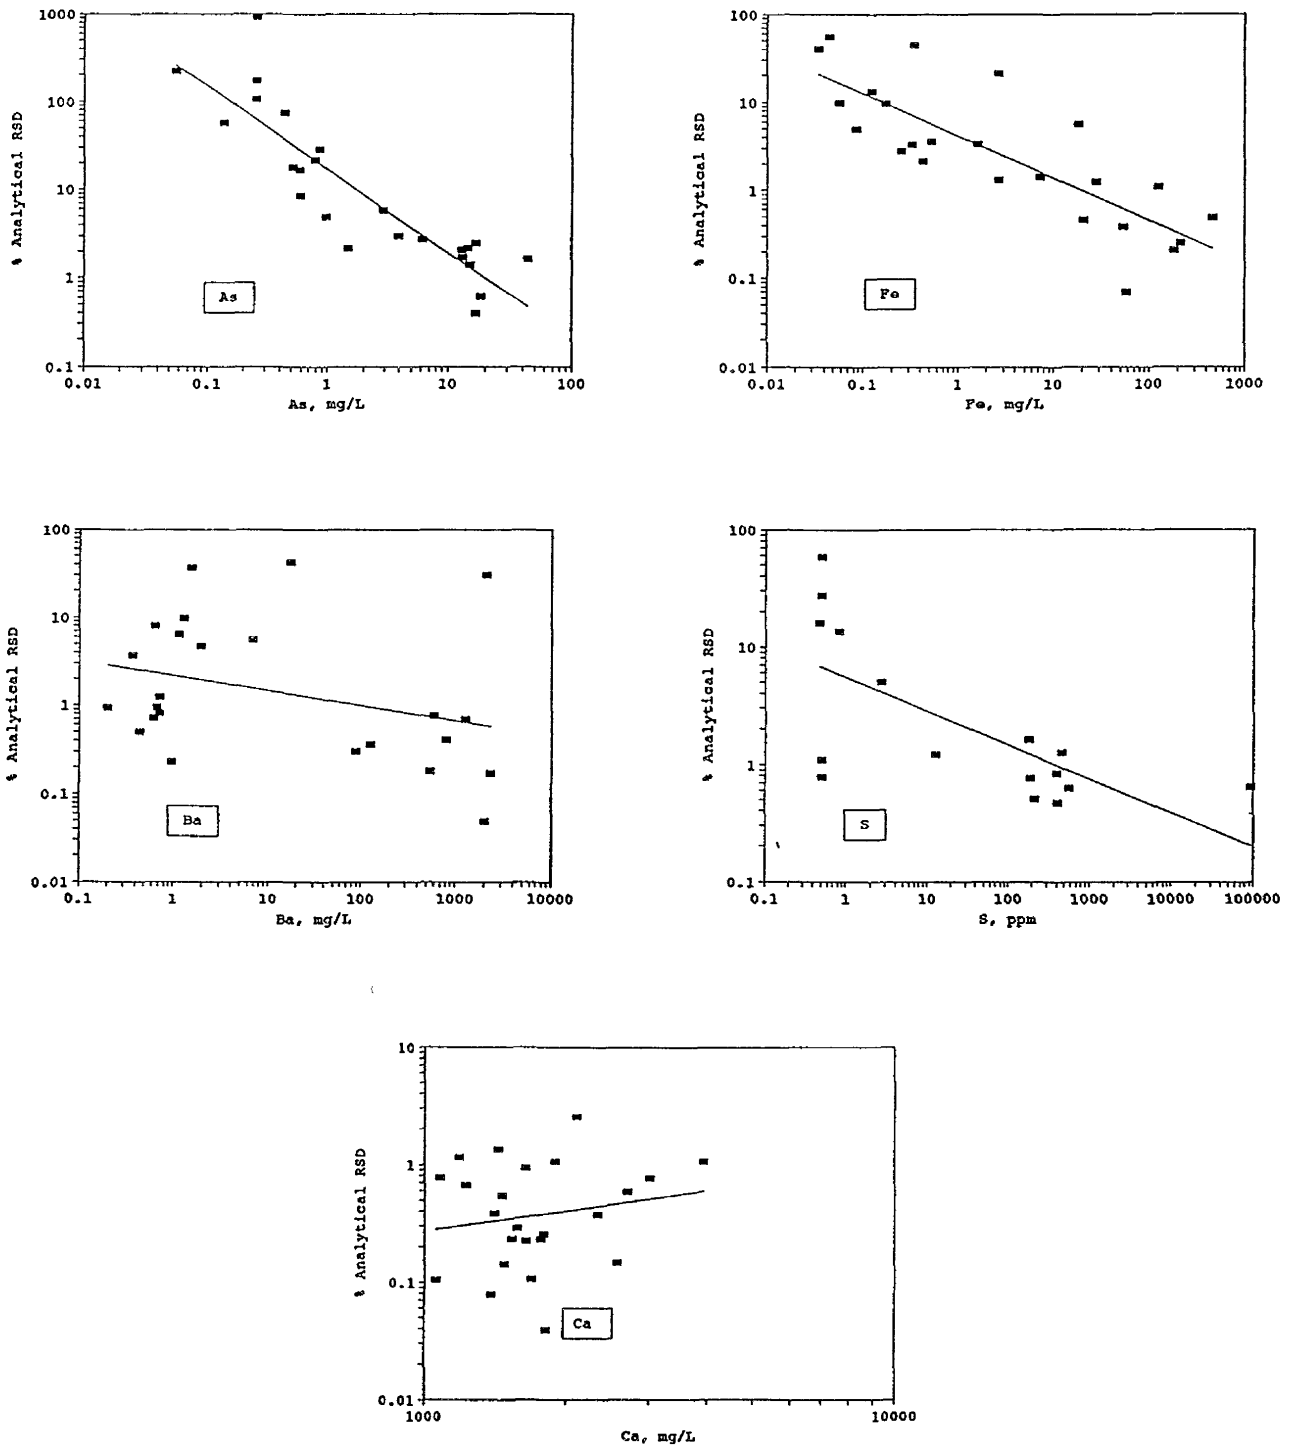 1000
100
10
1
0.1
% Analytical RSD
As
0.01 0.1 1 10 100
As, mg/L
100
10
1
0.1
0.01
% Analytical RSD
Fe
0.01 0.1 1 10 100 1000
Fe, mg/L
100
10
1
0.1
0.01
% Analytical RSD
Ba
0.1 1 10 100 1000 10000
Ba, mg/L
100
10
1
0.1
% Analytical RSD
S
0.1 1 10 100 1000 10000 100000
S, ppm
10
1
0.1
0.01
% Analytical RSD
Ca
1000 10000
Ca, mg/L